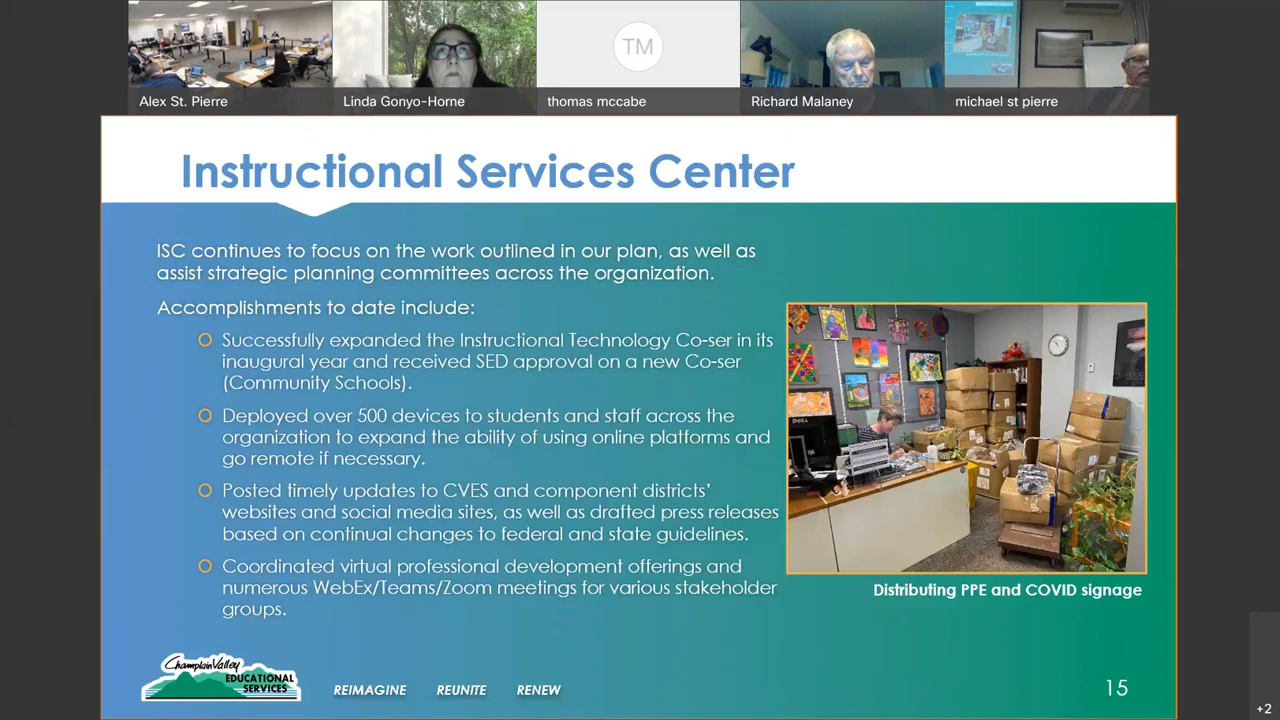 TM
Alex St. Pierre
Linda Gonyo-Horne
thomas mccabe
Richard Malaney
michael st pierre
Instructional Services Center
ISC continues to focus on the work outlined in our plan, as well as
assist strategic planning committees across the organization.
Accomplishments to date include:
Successfully expanded the Instructional Technology Co-ser in its
inaugural year and received SED approval on a new Co-ser
(Community Schools).
Deployed over 500 devices to students and staff across the
organization to expand the ability of using online platforms and
go remote if necessary.
Posted timely updates to CVES and component districts’
websites and social media sites, as well as drafted press releases
based on continual changes to federal and state guidelines.
Coordinated virtual professional development offerings and
numerous WebEx/Teams/Zoom meetings for various stakeholder
groups.
DELL
Distributing PPE and COVID signage
Champlain Valley
EDUCATIONAL
SERVICES
REIMAGINE REUNITE RENEW
15
+2